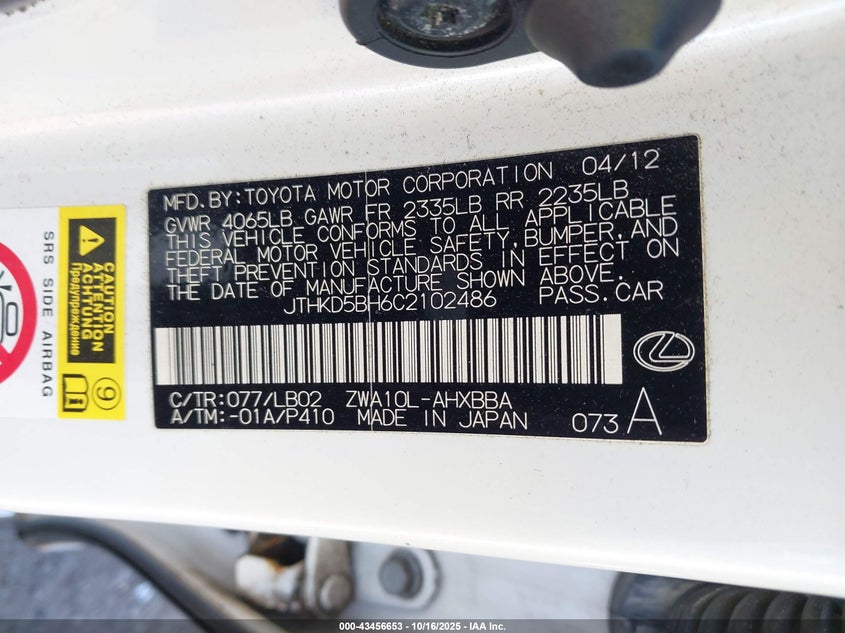 MFD. BY: TOYOTA MOTOR CORPORATION 04/12
GVWR 4065LB GAWR FR 2335LB RR 2235LB
THIS VEHICLE CONFORMS TO ALL APPLICABLE
FEDERAL MOTOR VEHICLE SAFETY, BUMPER, AND
THEFT PREVENTION STANDARDS IN EFFECT ON
THE DATE OF MANUFACTURE SHOWN ABOVE.
JTHKD5BH6C2102486 PASS. CAR
C/TR: 077/LB02 ZWA10L-AHXBBA
A/TM: -01A/P410 MADE IN JAPAN 073 A
SRS SIDE AIRBAG
CAUTION
ATTENTION
ACHTUNG
Предупреждение
9
000-43456653 - 10/16/2025 - IAA Inc.